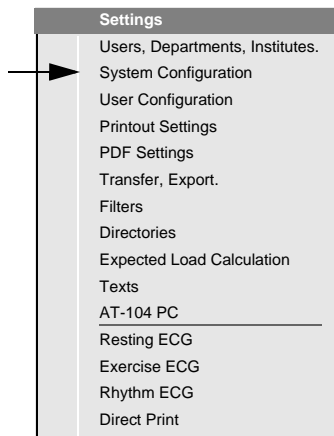 Settings
Users, Departments, Institutes.
System Configuration
User Configuration
Printout Settings
PDF Settings
Transfer, Export.
Filters
Directories
Expected Load Calculation
Texts
AT-104 PC
Resting ECG
Exercise ECG
Rhythm ECG
Direct Print